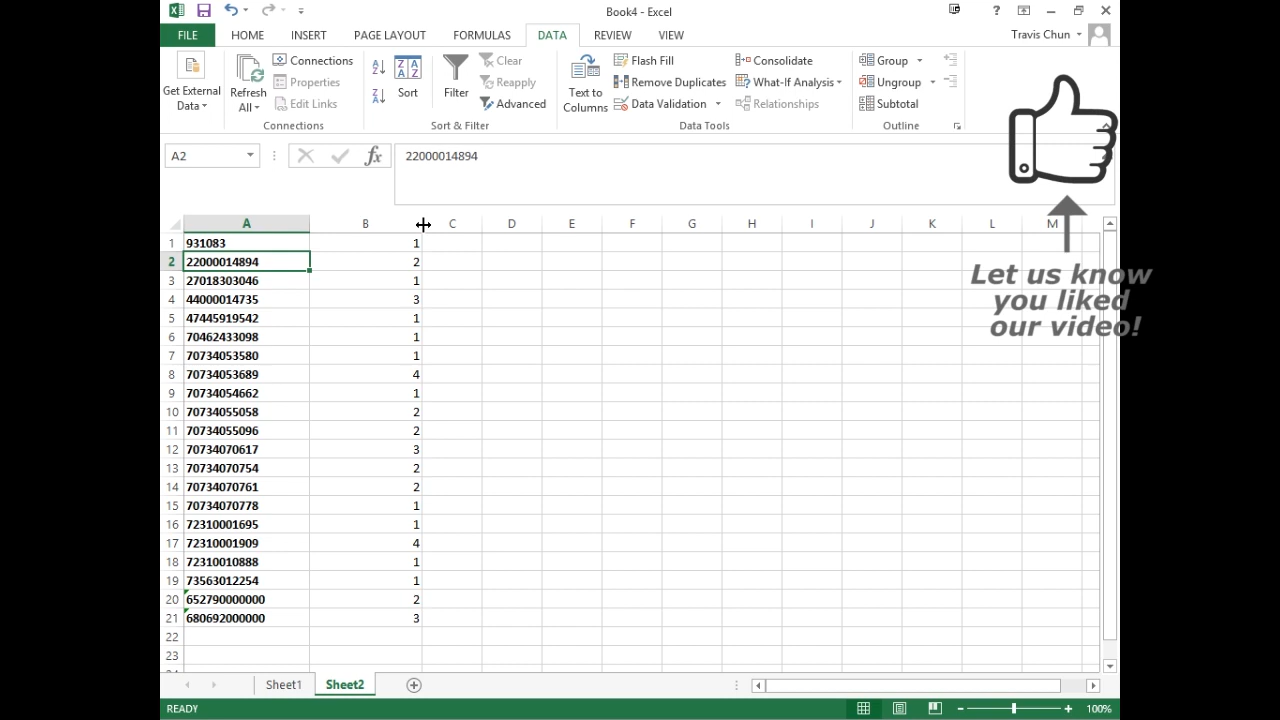 Book4 - Excel
FILE HOME INSERT PAGE LAYOUT FORMULAS DATA REVIEW VIEW Travis Chun
Get External Data
Refresh All
Connections
Properties
Edit Links
Connections
Sort
Filter
Clear
Reapply
Advanced
Sort & Filter
Text to Columns
Flash Fill
Remove Duplicates
Data Validation
Consolidate
What-If Analysis
Relationships
Data Tools
Group
Ungroup
Subtotal
Outline
A2 fx 22000014894
A B C D E F G H I J K L M
1 931083 1
2 22000014894 2
3 27018303046 1
4 44000014735 3
5 47445919542 1
6 70462433098 1
7 70734053580 1
8 70734053689 4
9 70734054662 1
10 70734055058 2
11 70734055096 2
12 70734070617 3
13 70734070754 2
14 70734070761 2
15 70734070778 1
16 72310001695 1
17 72310001909 4
18 72310010888 1
19 73563012254 1
20 652790000000 2
21 680692000000 3
22
23
Let us know
you liked
our video!
Sheet1 Sheet2
READY 100%